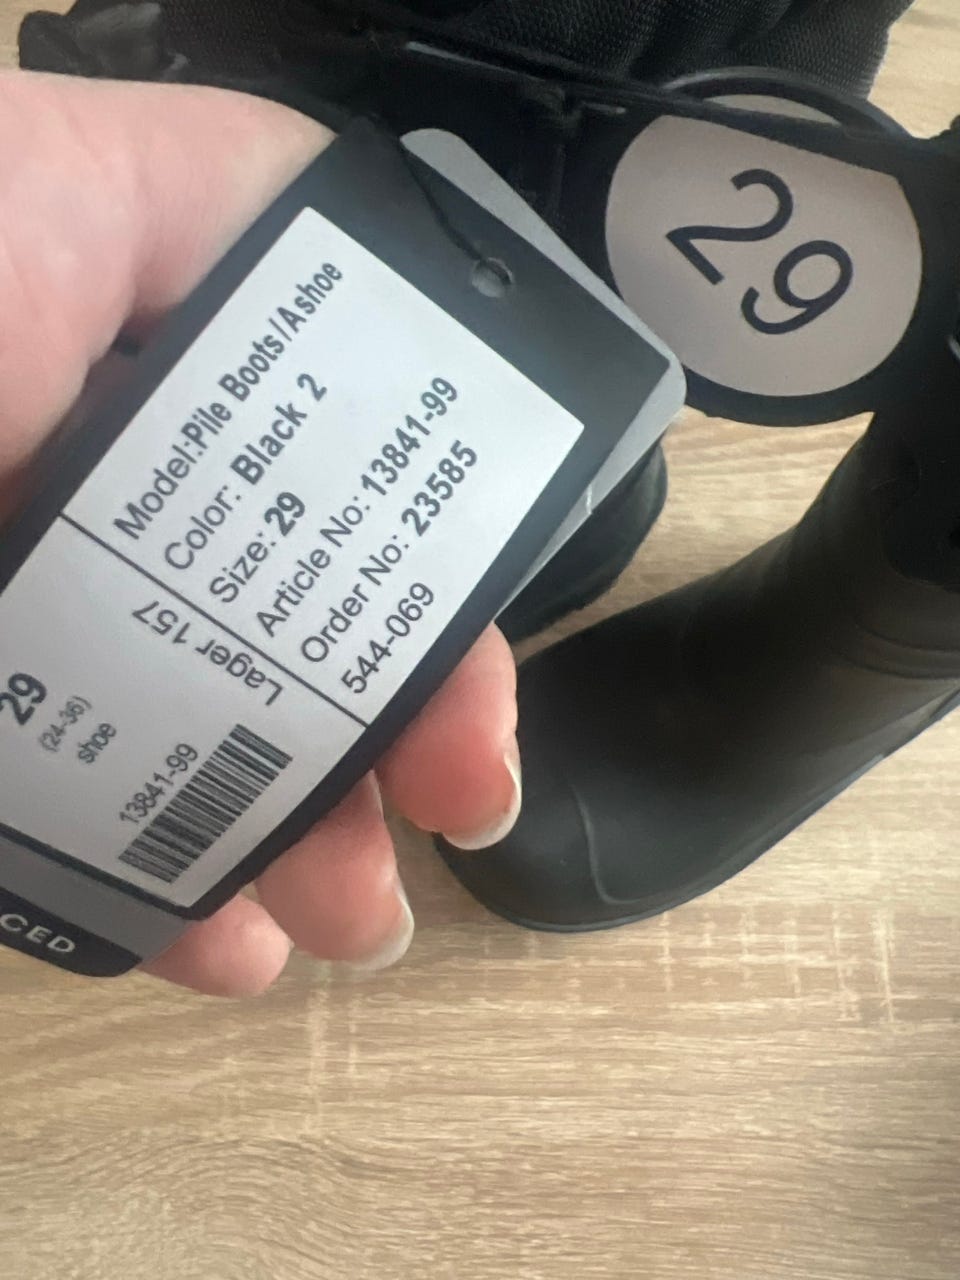 29
Model:Pile Boots/Ashoe
Color: Black 2
Size: 29
Article No: 13841-99
Order No: 23585
544-069
Lager 157
29
(24-36)
shoe
13841-99
CED